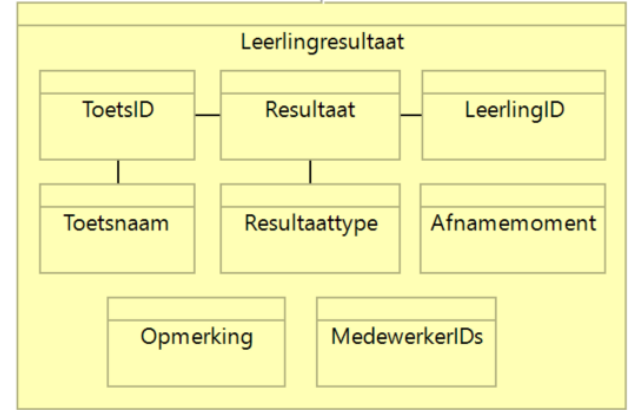 Leerlingresultaat
ToetsID Resultaat LeerlingID
Toetsnaam Resultaattype Afnamemoment
Opmerking MedewerkerIDs